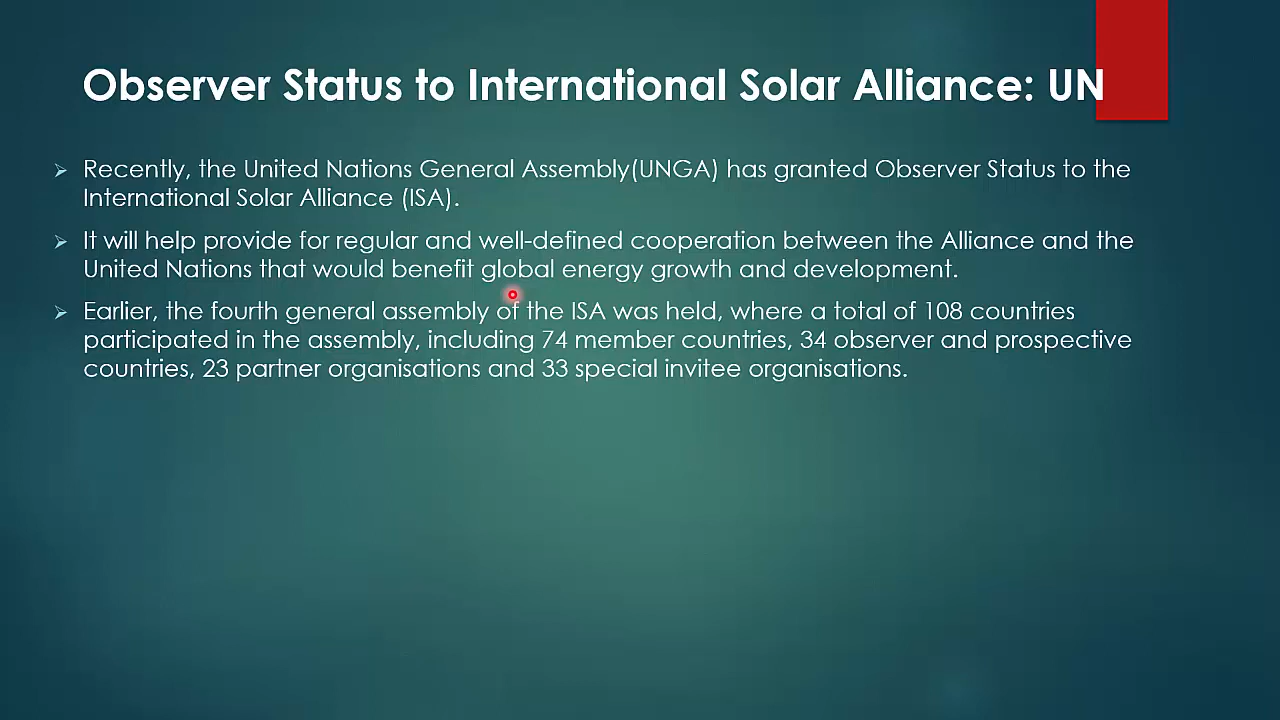 Observer Status to International Solar Alliance: UN
Recently, the United Nations General Assembly(UNGA) has granted Observer Status to the
International Solar Alliance (ISA).
It will help provide for regular and well-defined cooperation between the Alliance and the
United Nations that would benefit global energy growth and development.
Earlier, the fourth general assembly of the ISA was held, where a total of 108 countries
participated in the assembly, including 74 member countries, 34 observer and prospective
countries, 23 partner organisations and 33 special invitee organisations.